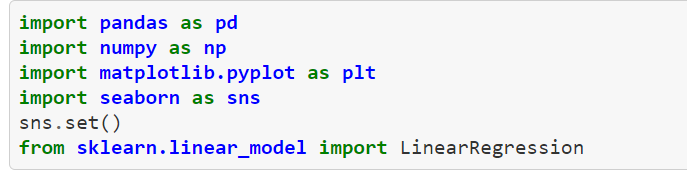 import pandas as pd
import numpy as np
import matplotlib.pyplot as plt
import seaborn as sns
sns.set()
from sklearn.linear_model import LinearRegression